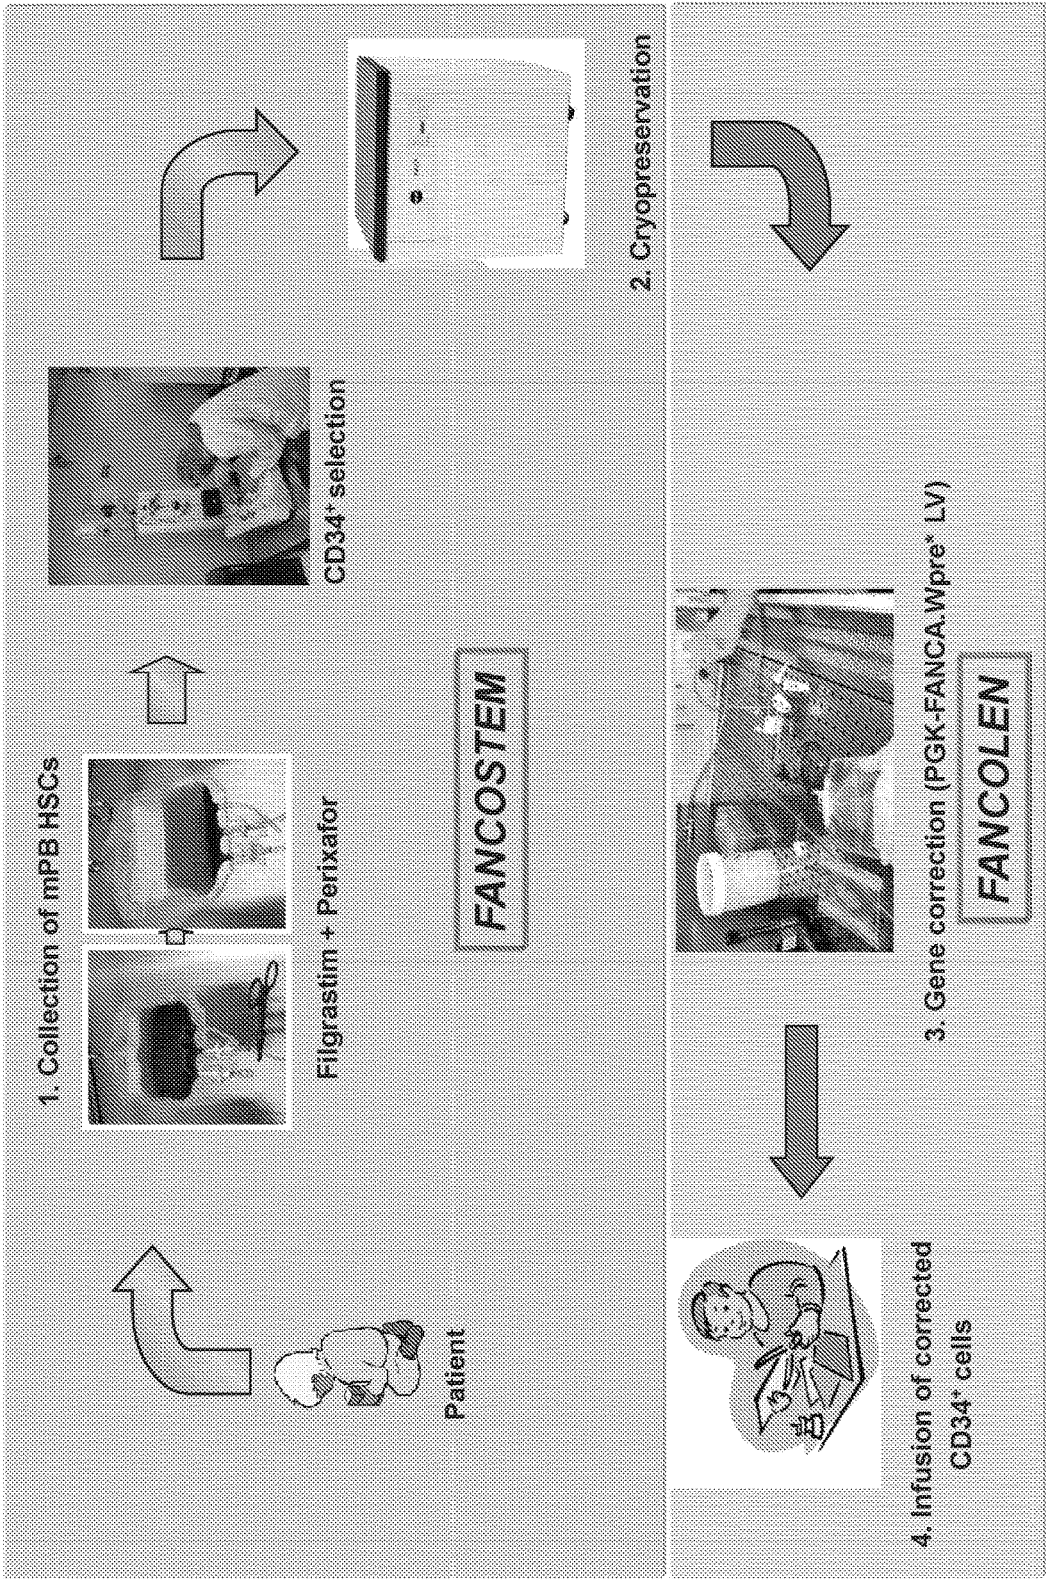 1. Collection of mPB HSCs
Filgrastim + Perixafor
CD34+ selection
Patient
FANCOSTEM
2. Cryopreservation
3. Gene correction (PGK-FANCA.Wpre* LV)
FANCOLEN
4. Infusion of corrected
CD34+ cells